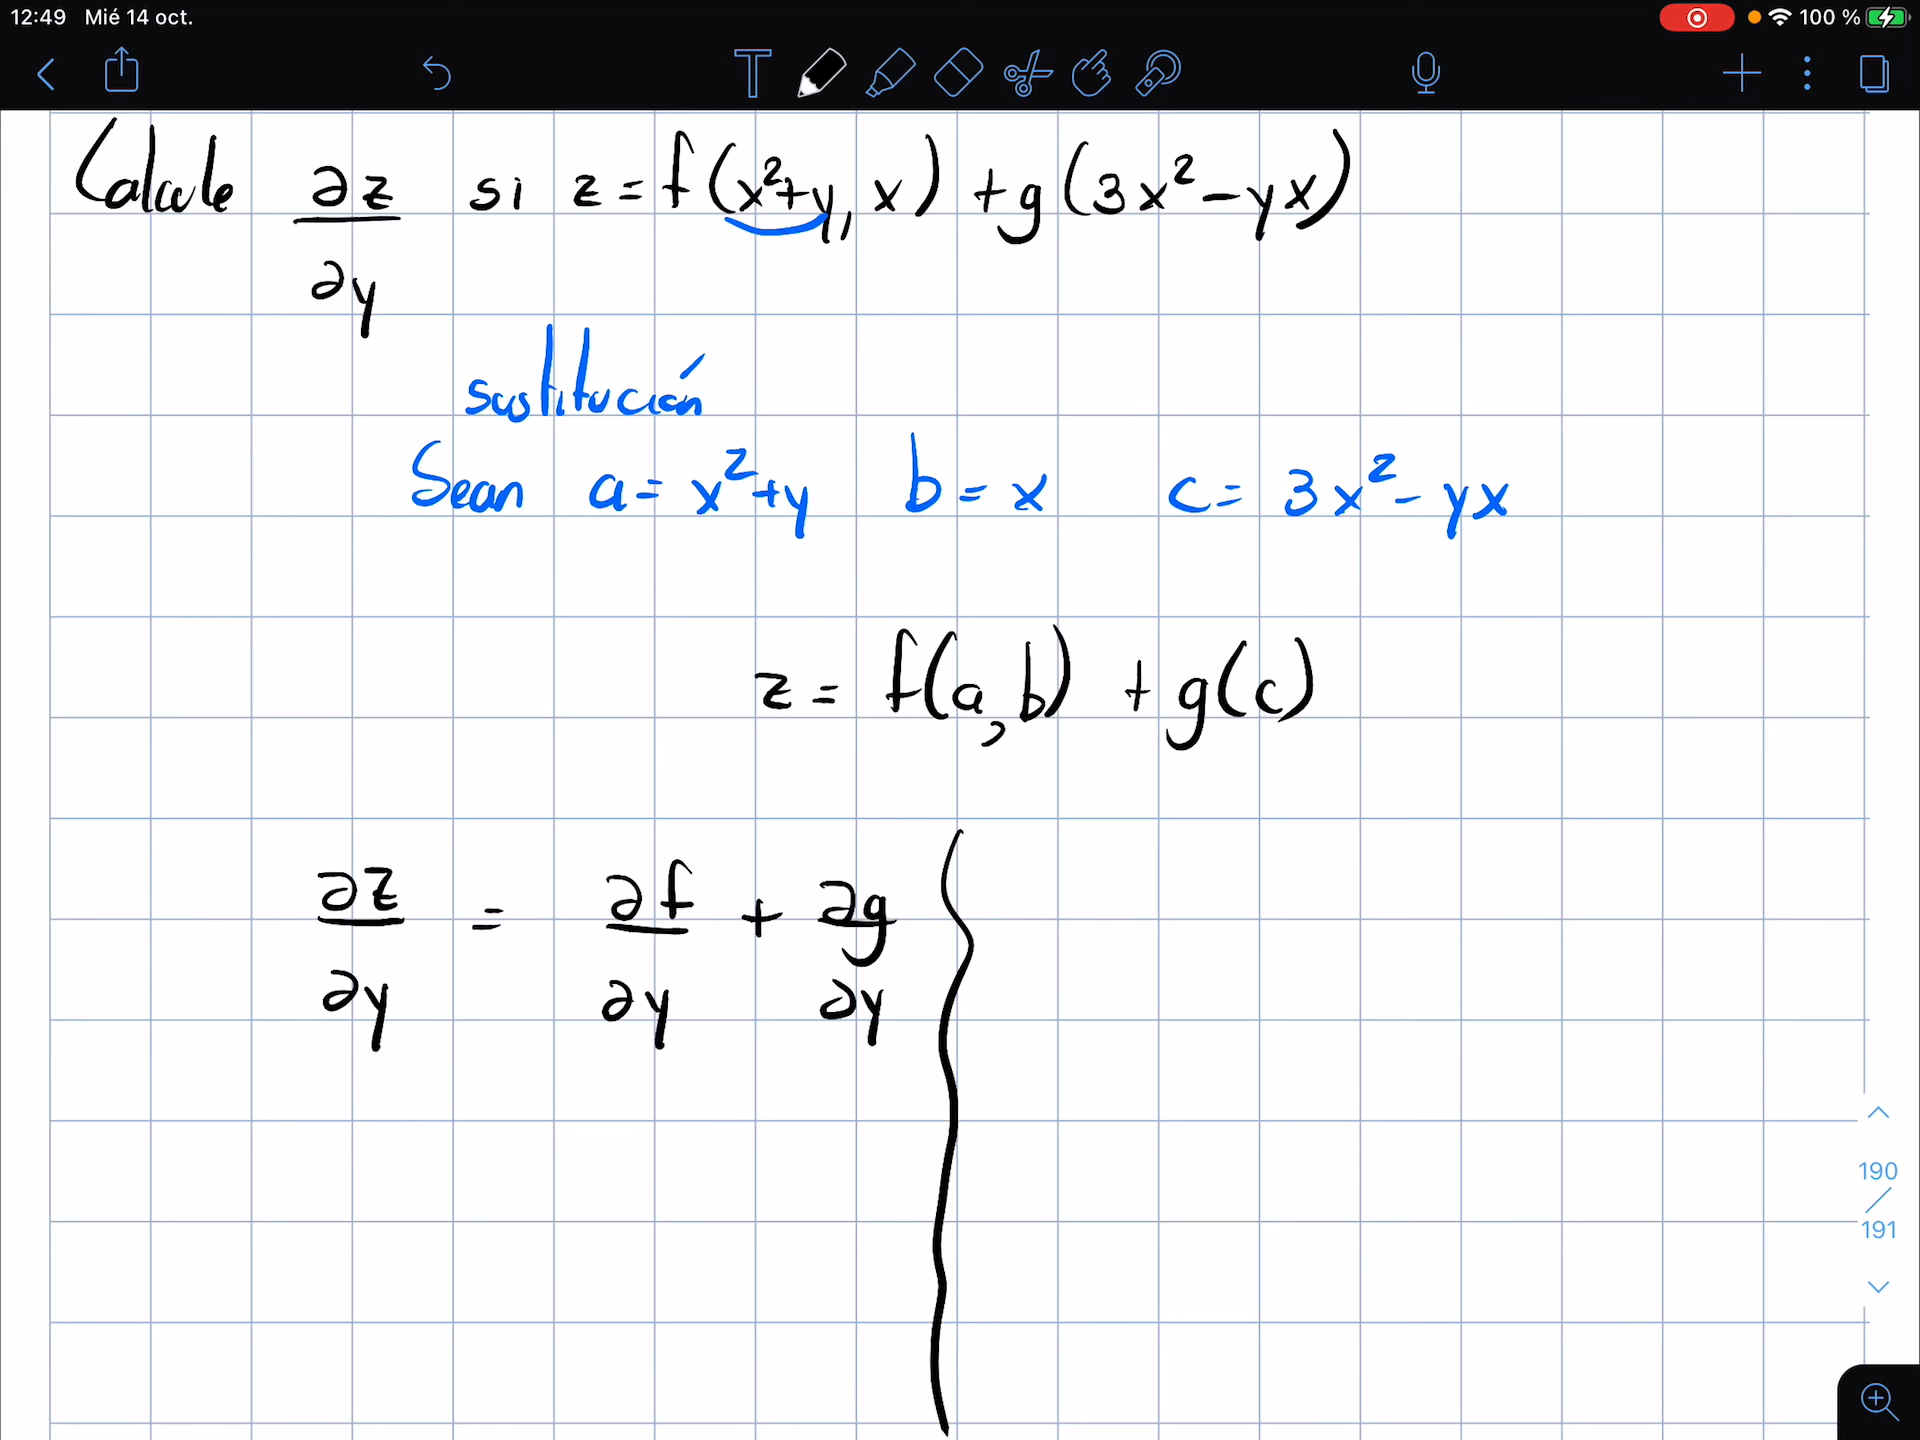 12:49 Mié 14 oct. 100 %
T
Calcule ∂z/∂y si z = f(x²+y, x) + g(3x²-yx)
sustitución
Sean a = x²+y b = x c = 3x²-yx
z = f(a,b) + g(c)
∂z/∂y = ∂f/∂y + ∂g/∂y
190
/
191